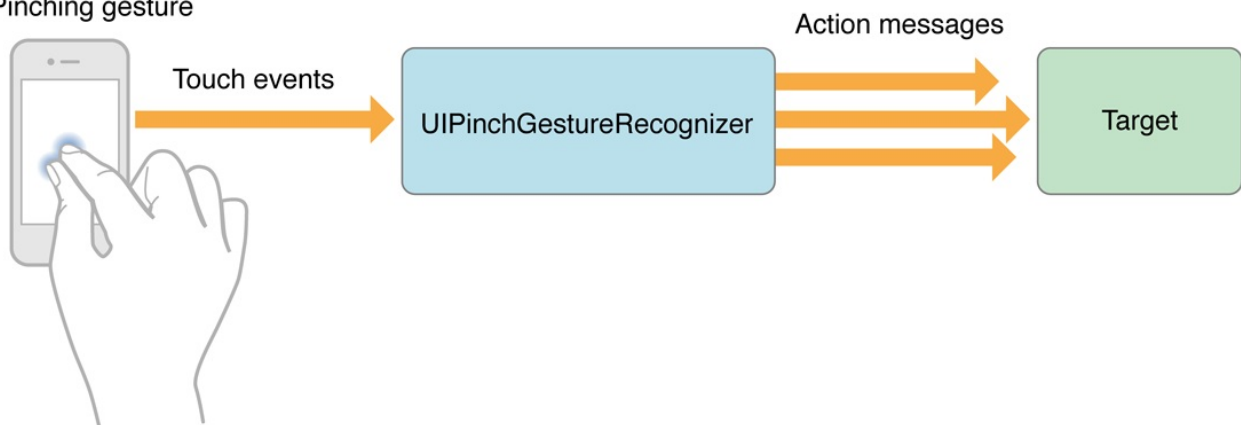 Pinching gesture
Touch events
UIPinchGestureRecognizer
Action messages
Target